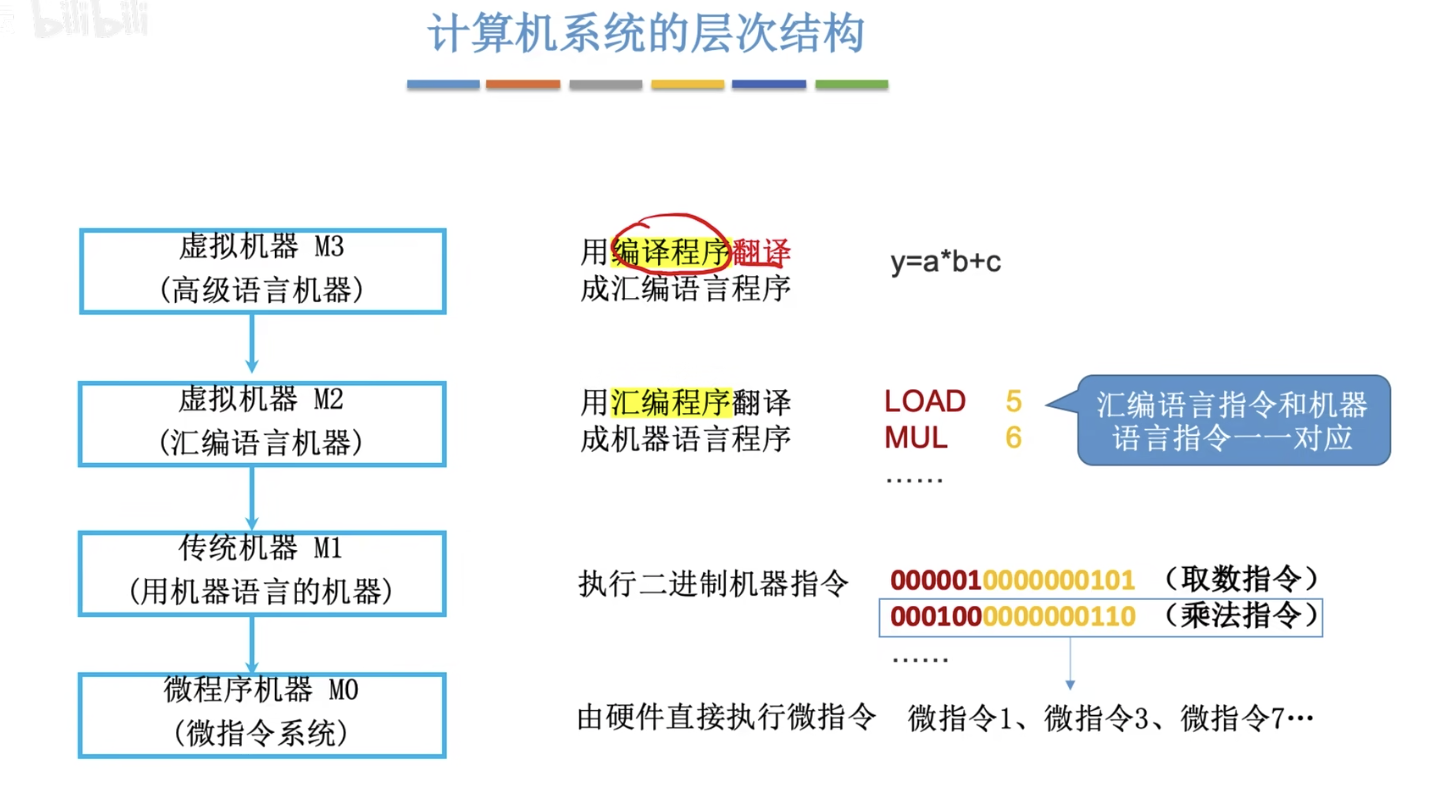 bilibili
计算机系统的层次结构
虚拟机器 M3
(高级语言机器)
用编译程序翻译
成汇编语言程序
y=a*b+c
虚拟机器 M2
(汇编语言机器)
用汇编程序翻译
成机器语言程序
LOAD 5
MUL 6
……
汇编语言指令和机器
语言指令一一对应
传统机器 M1
(用机器语言的机器)
执行二进制机器指令
0000010000000101 （取数指令）
0001000000000110 （乘法指令）
……
微程序机器 M0
(微指令系统)
由硬件直接执行微指令
微指令1、微指令3、微指令7…